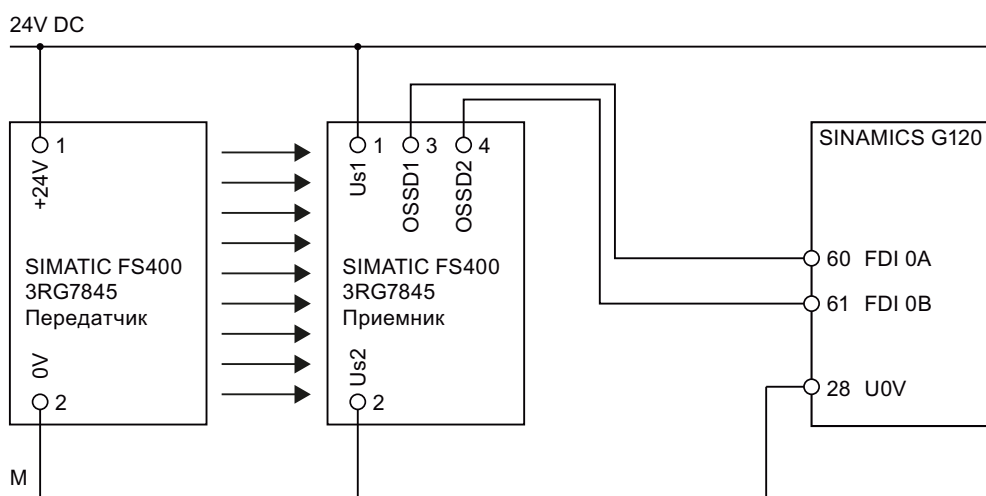 24V DC
1
+24V
SIMATIC FS400
3RG7845
Передатчик
0V
2
1
3
4
Us1
OSSD1
OSSD2
SIMATIC FS400
3RG7845
Приемник
Us2
2
SINAMICS G120
60 FDI 0A
61 FDI 0B
28 U0V
M